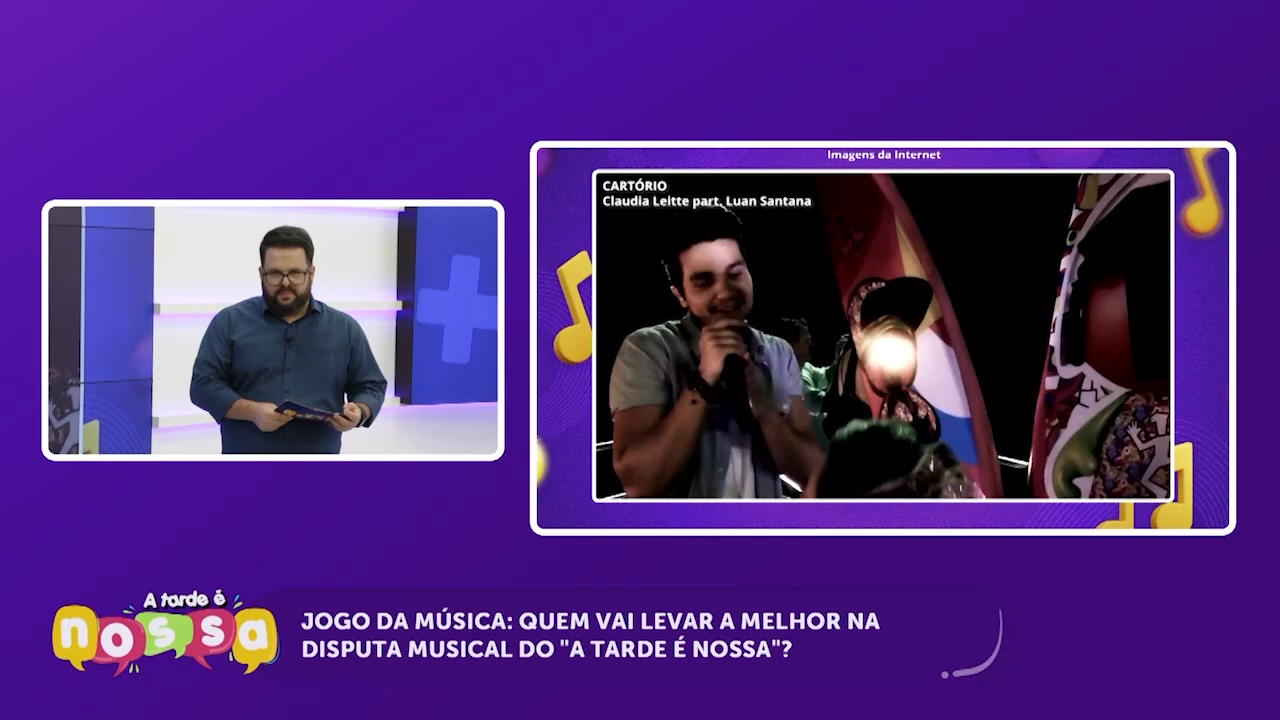 Imagens da Internet
CARTÓRIO
Claudia Leitte part. Luan Santana
A tarde é
nossa
JOGO DA MÚSICA: QUEM VAI LEVAR A MELHOR NA
DISPUTA MUSICAL DO "A TARDE É NOSSA"?